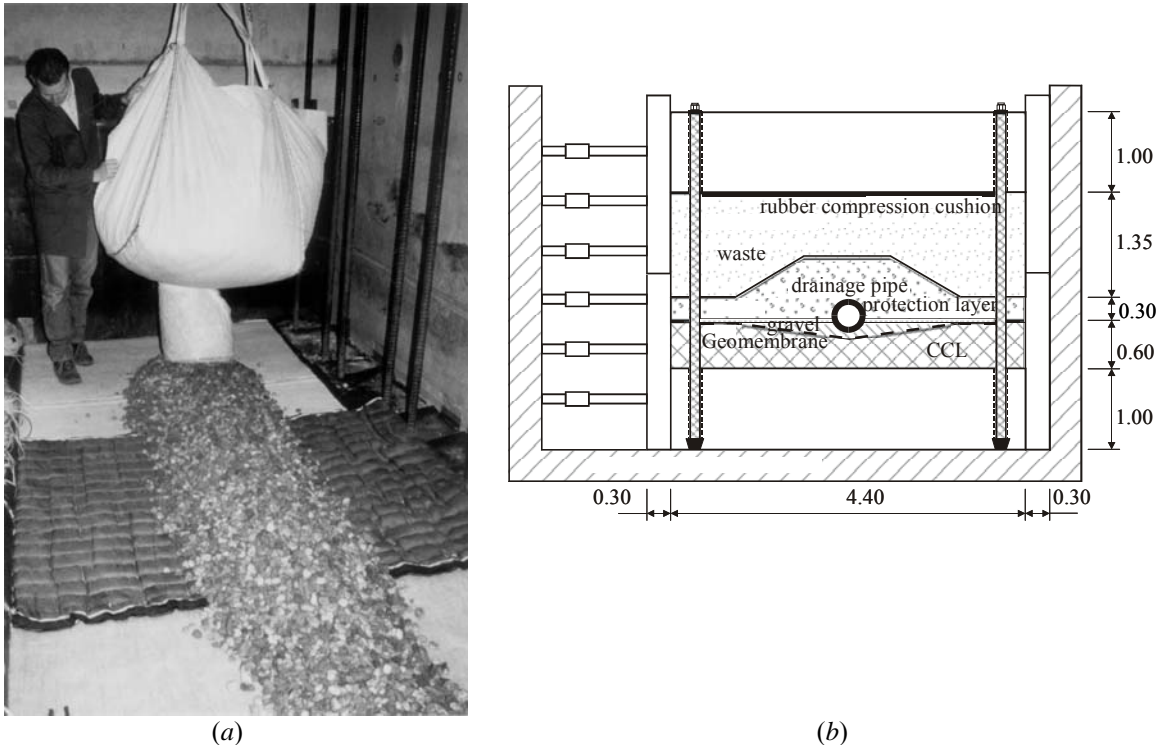 1.00
rubber compression cushion
waste
1.35
drainage pipe
protection layer
0.30
gravel
Geomembrane
CCL
0.60
1.00
0.30 4.40 0.30
(a) (b)